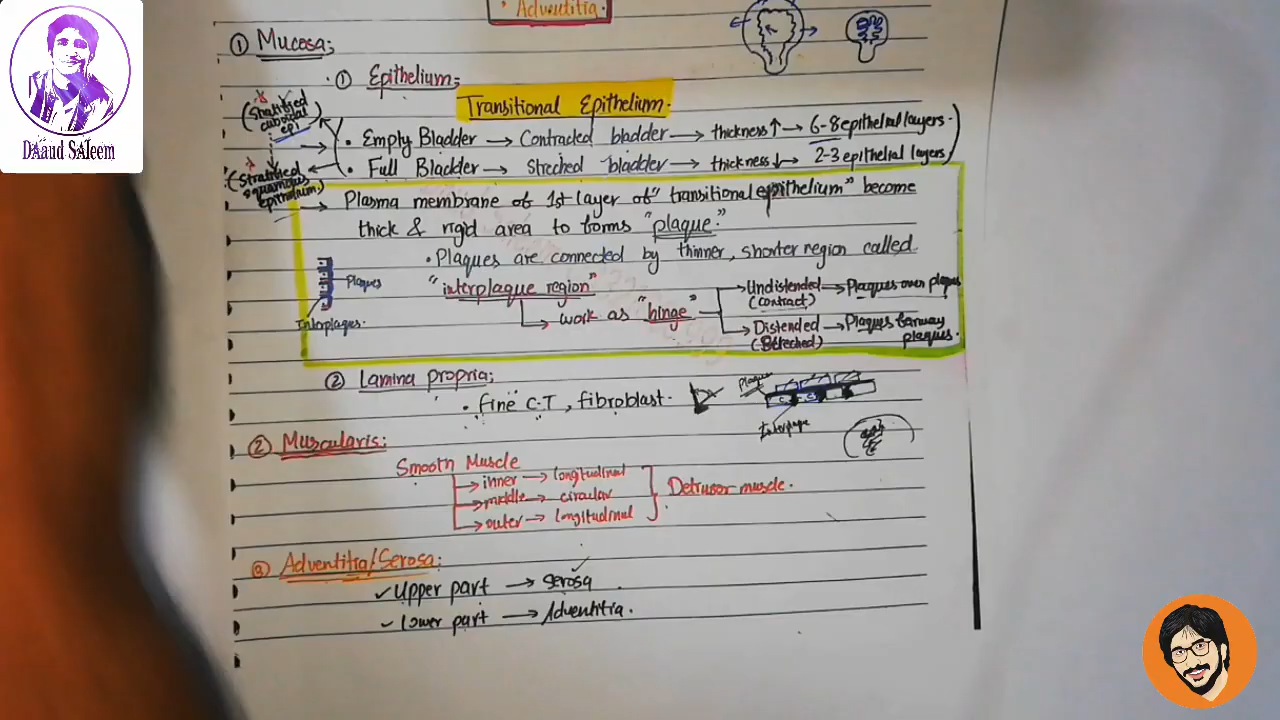 • Adventitia.
① Mucosa;
① Epithelium;
Transitional Epithelium.
(Stratified cuboidal epi)
• Empty Bladder → Contracted bladder → thickness↑ → 6-8 epithelial layers.
• Full Bladder → Streched bladder → thickness↓ → 2-3 epithelial layers
(Stratified squamous epithelium)
→ Plasma membrane of 1st layer of "transitional epithelium" become
thick & rigid area to forms "plaque."
• Plaques are connected by thinner, shorter region called
"interplaque region"
Plaques
Interplaques.
→ work as "hinge"
→ Undistended → Plaques over plaques
(contract)
→ Distended → Plaques faraway plaques.
(Streched)
② Lamina propria;
• fine C.T, fibroblast.
plaque
Interplaque
② Muscularis:
Smooth Muscle
→ inner → longitudinal
→ middle → circular
→ outer → longitudinal
Detrusor muscle.
③ Adventitia/Serosa:
✓ Upper part → serosa ✓
✓ lower part → Adventitia.
DAaud SAleem